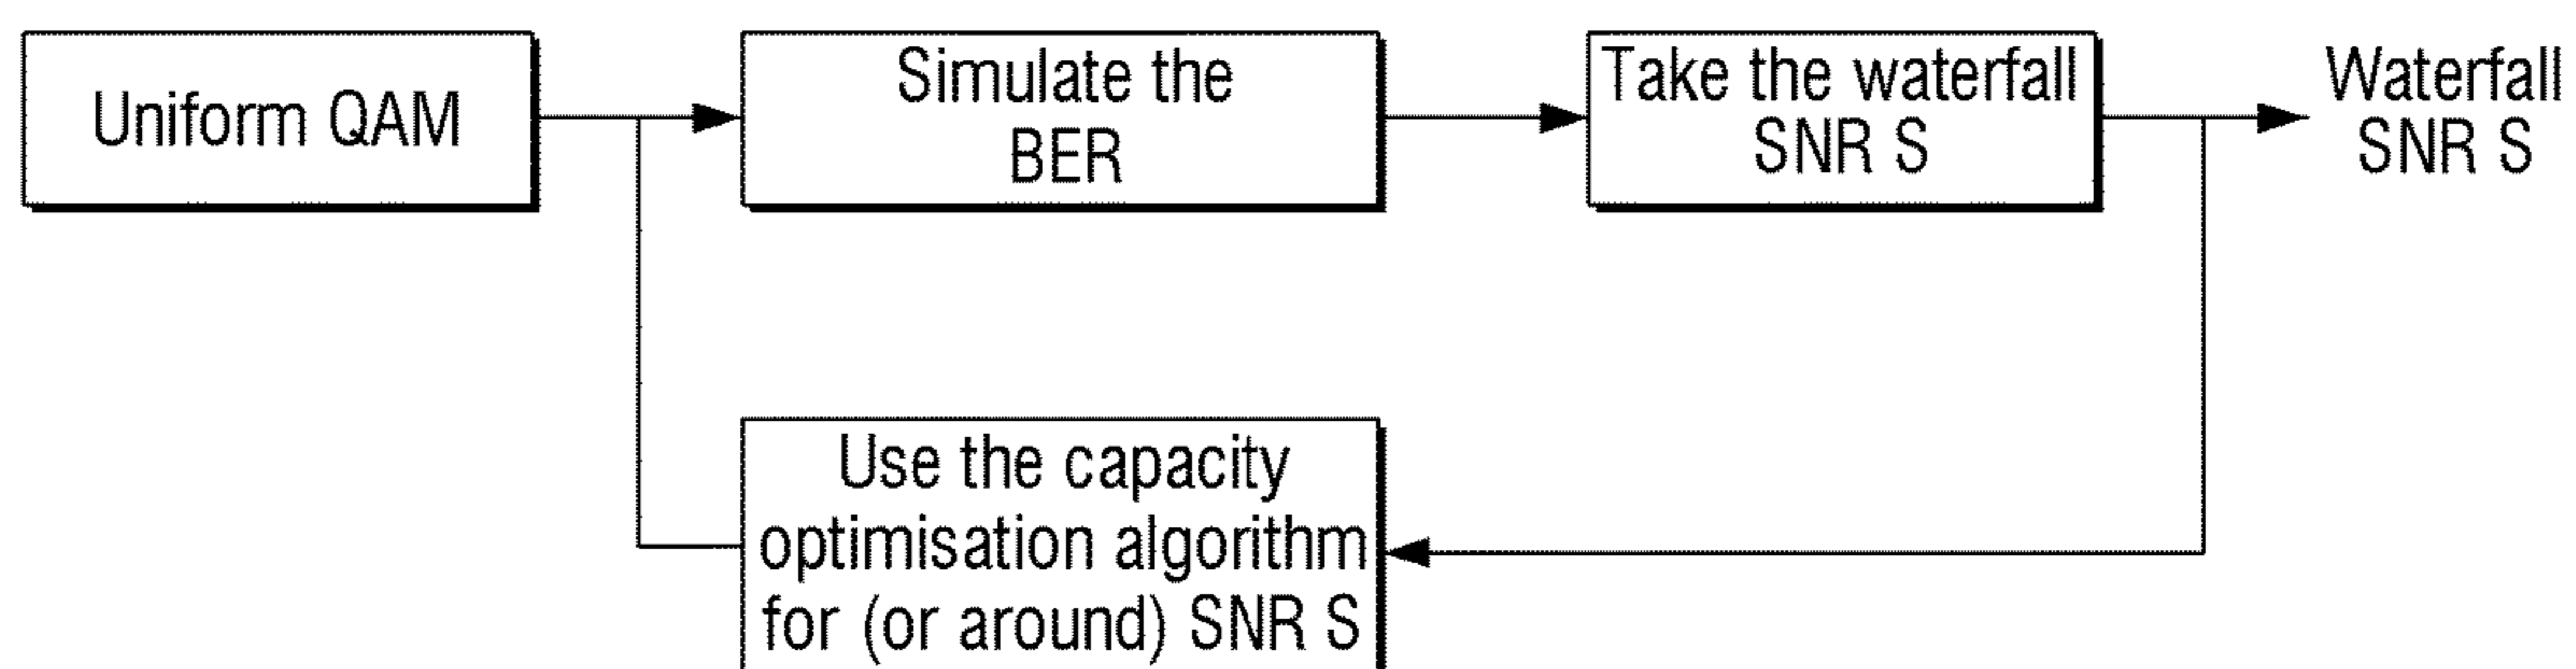 Uniform QAM
Simulate the
BER
Take the waterfall
SNR S
Waterfall
SNR S
Use the capacity
optimisation algorithm
for (or around) SNR S